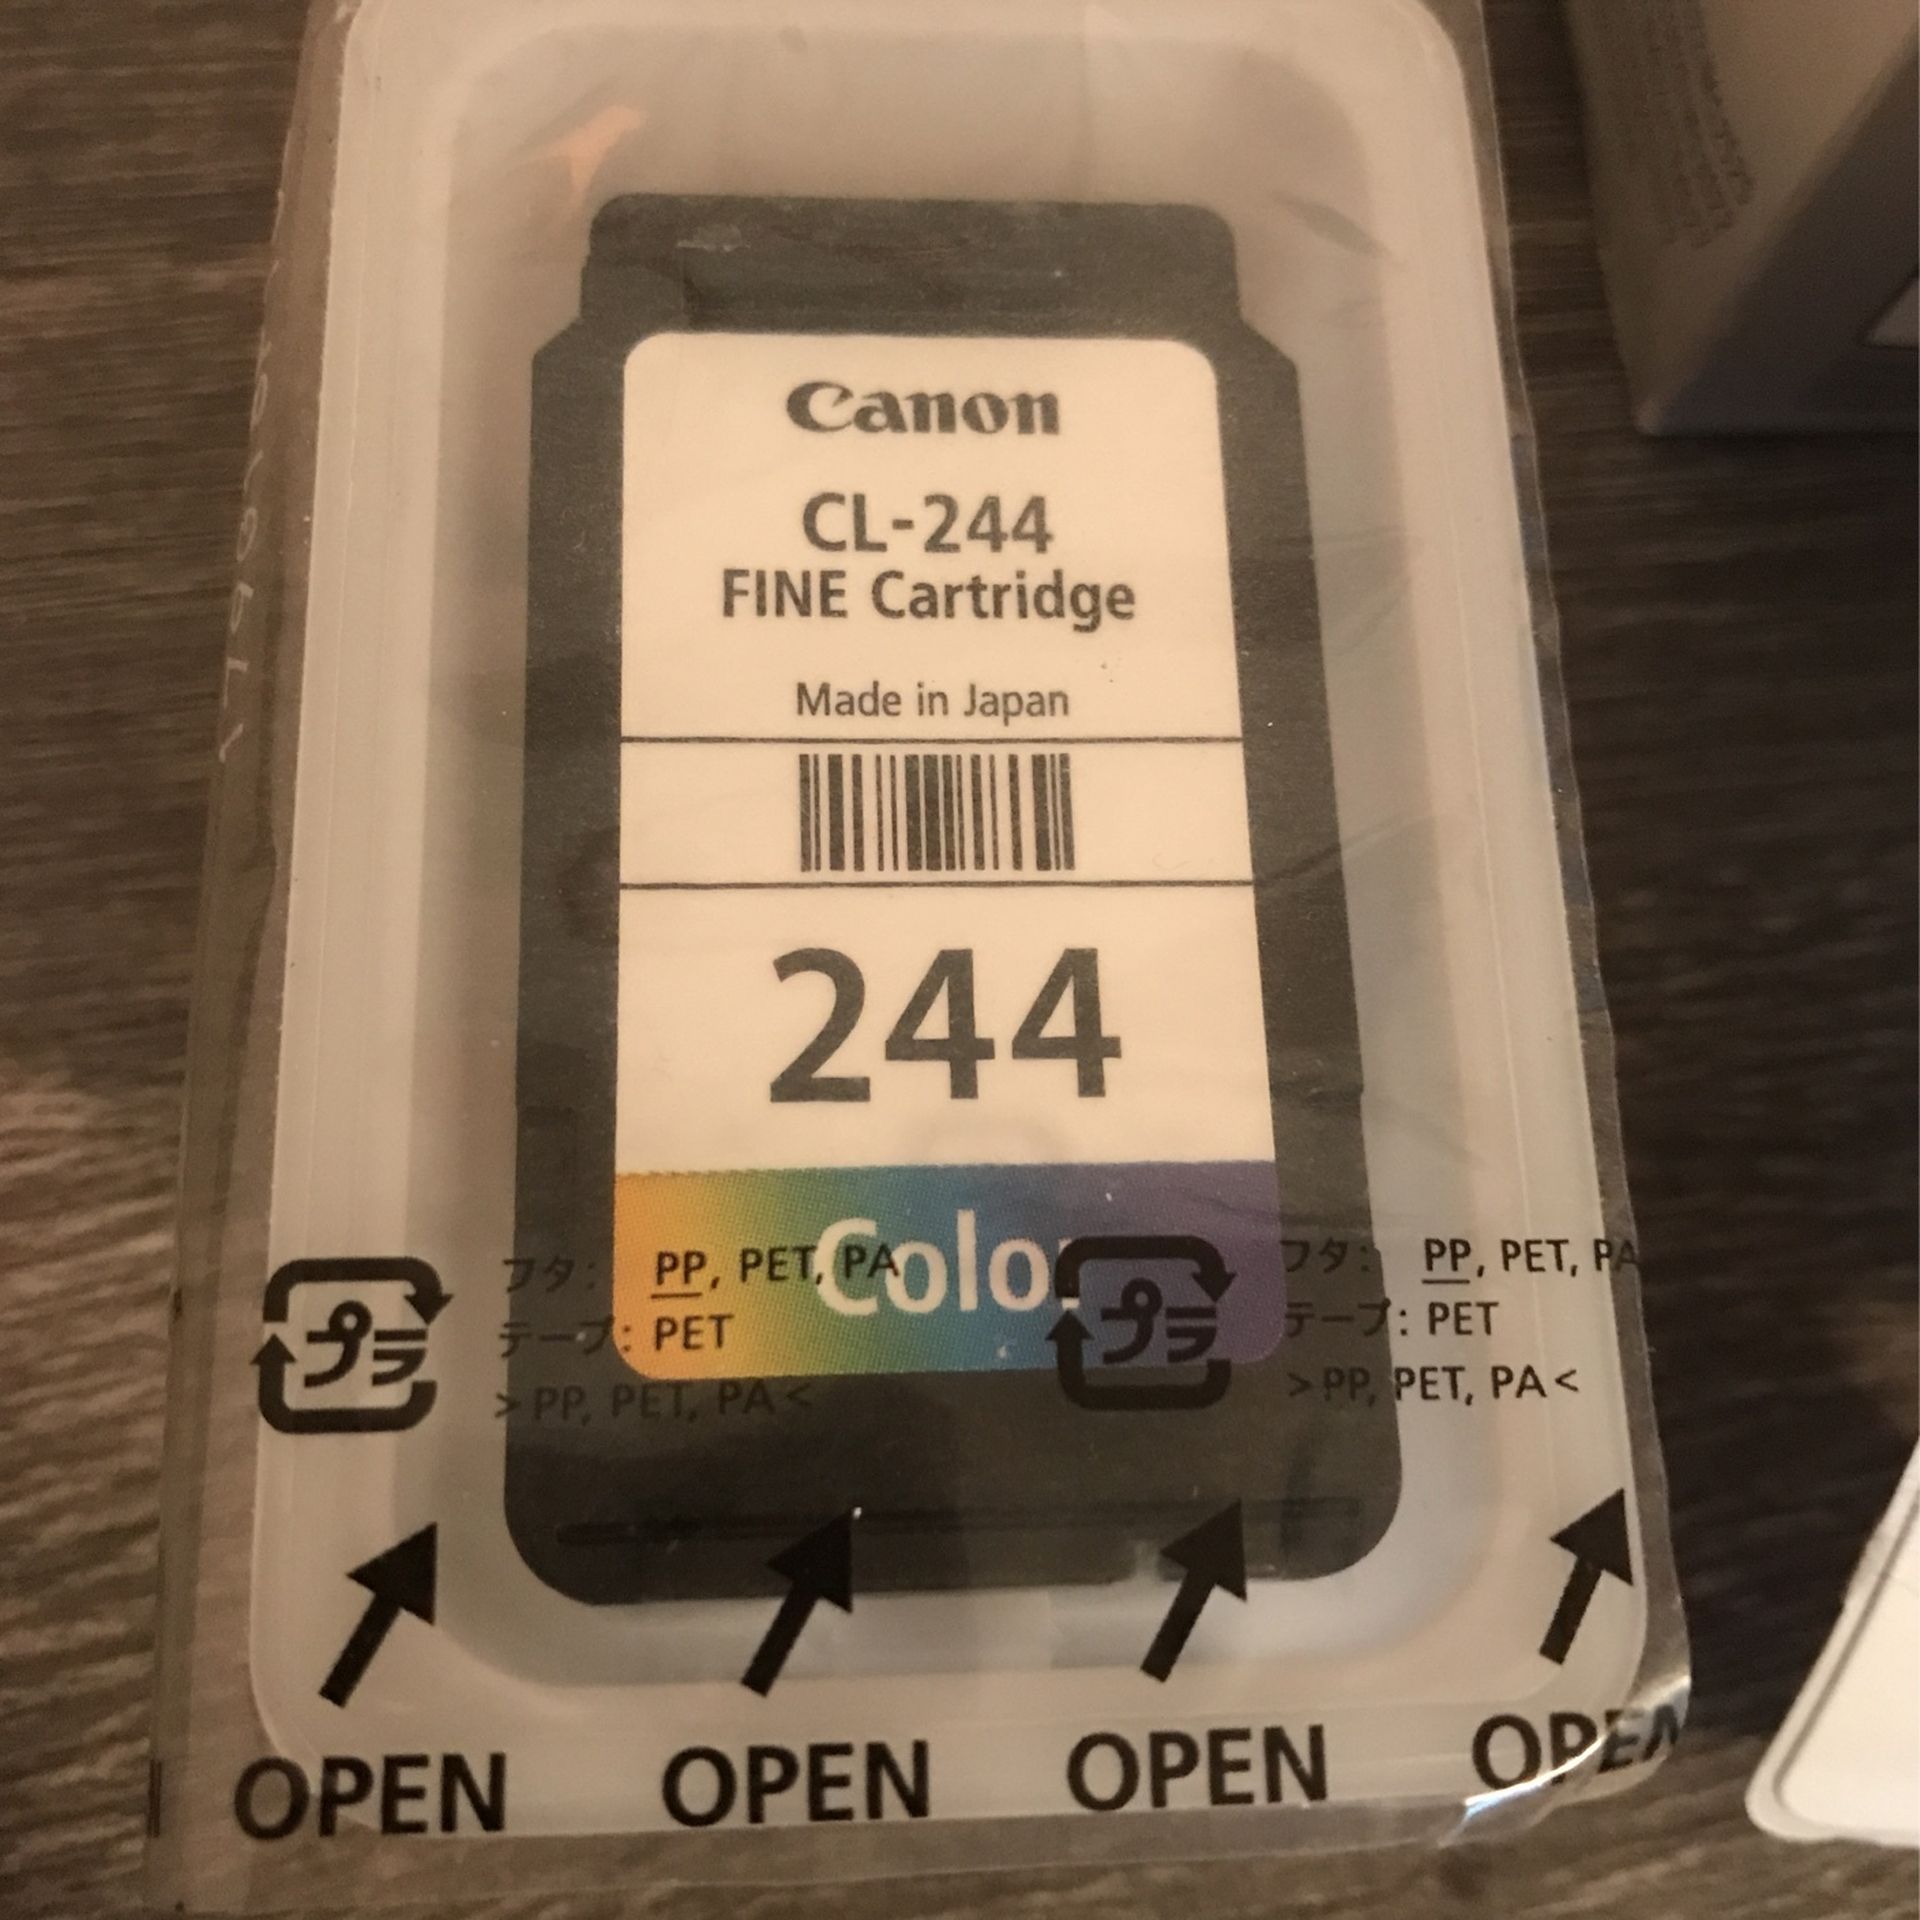 Canon
CL-244
FINE Cartridge
Made in Japan
244
Color
プラ
フタ: PP, PET, PA
テープ: PET
>PP, PET, PA<
プラ
フタ: PP, PET, PA
テープ: PET
>PP, PET, PA<
OPEN OPEN OPEN OPEN